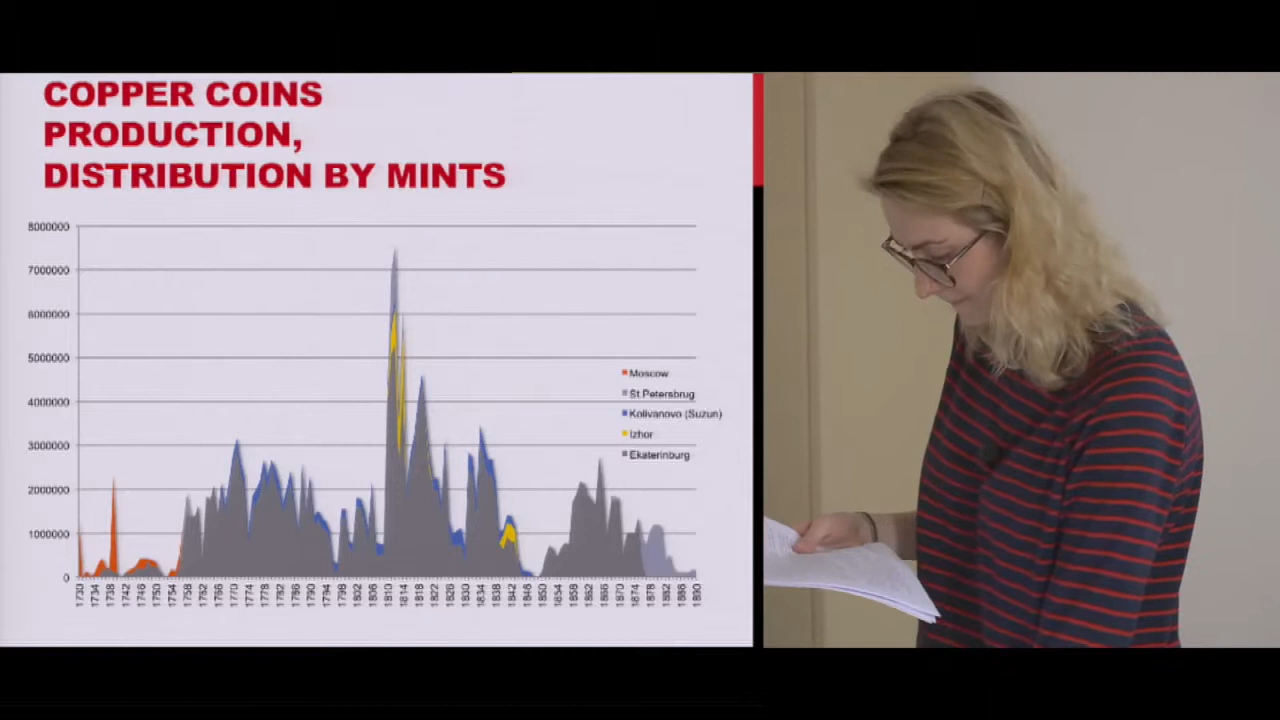 COPPER COINS
PRODUCTION,
DISTRIBUTION BY MINTS
8000000
7000000
6000000
5000000
4000000
3000000
2000000
1000000
0
Moscow
St.Petersbrug
Kolivanovo (Suzun)
Izhor
Ekaterinburg
1730 1734 1738 1742 1746 1750 1754 1758 1762 1766 1770 1774 1778 1782 1786 1790 1794 1798 1802 1806 1810 1814 1818 1822 1826 1830 1834 1838 1842 1846 1850 1854 1858 1862 1866 1870 1874 1878 1882 1886 1890